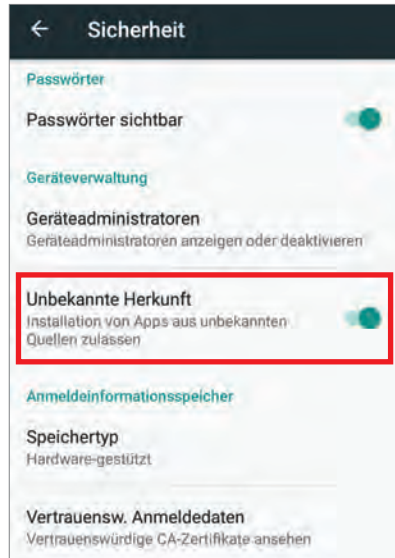 Sicherheit
Passwörter
Passwörter sichtbar
Geräteverwaltung
Geräteadministratoren
Geräteadministratoren anzeigen oder deaktivieren
Unbekannte Herkunft
Installation von Apps aus unbekannten
Quellen zulassen
Anmeldeinformationsspeicher
Speichertyp
Hardware-gestützt
Vertrauensw. Anmeldedaten
Vertrauenswürdige CA-Zertifikate ansehen